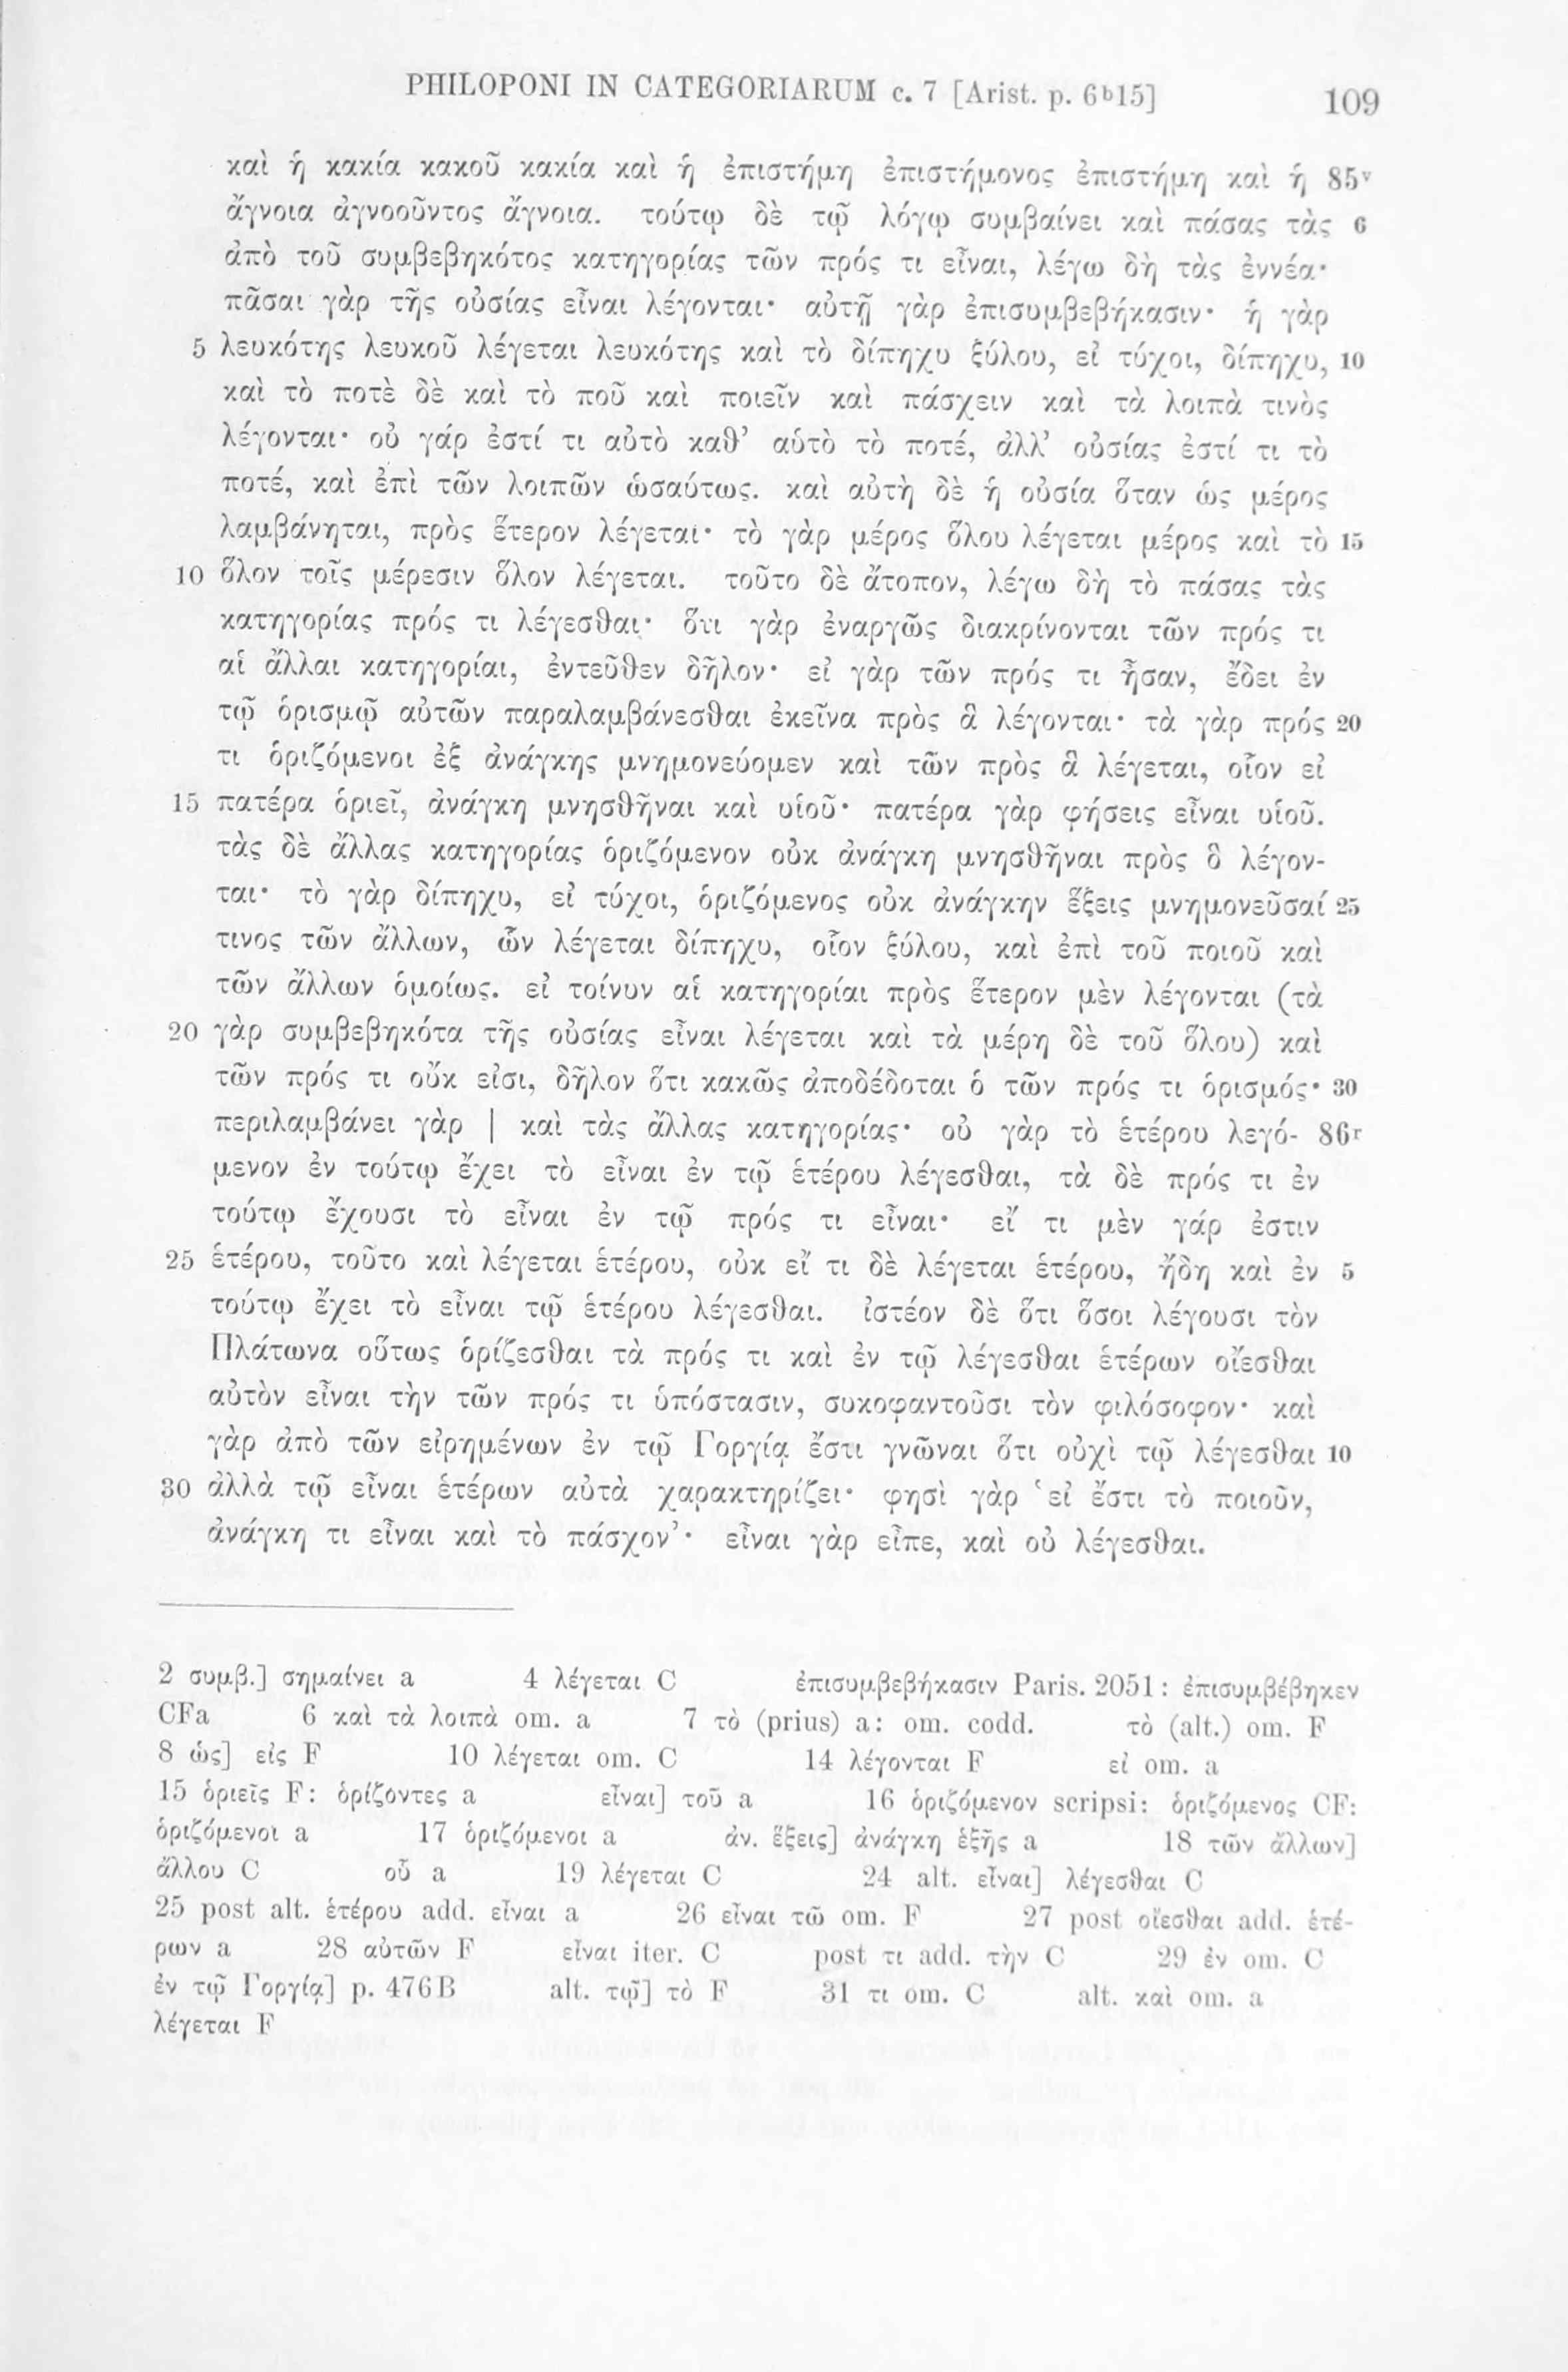 PHILOPONI IN CATEGORIARUM c. 7 [Arist. p. 6b15] 109
καὶ ἡ κακία κακοῦ κακία καὶ ἡ ἐπιστήμη ἐπιστήμονος ἐπιστήμη καὶ ἡ 85v
ἄγνοια ἀγνοοῦντος ἄγνοια. τούτῳ δὲ τῷ λόγῳ συμβαίνει καὶ πάσας τὰς 6
ἀπὸ τοῦ συμβεβηκότος κατηγορίας τῶν πρός τι εἶναι, λέγω δὴ τὰς ἐννέα·
πᾶσαι γὰρ τῆς οὐσίας εἶναι λέγονται· αὐτῇ γὰρ ἐπισυμβεβήκασιν· ἡ γὰρ
5 λευκότης λευκοῦ λέγεται λευκότης καὶ τὸ δίπηχυ ξύλου, εἰ τύχοι, δίπηχυ, 10
καὶ τὸ ποτὲ δὲ καὶ τὸ ποῦ καὶ ποιεῖν καὶ πάσχειν καὶ τὰ λοιπὰ τινὸς
λέγονται· οὐ γάρ ἐστί τι αὐτὸ καθ’ αὑτὸ τὸ ποτέ, ἀλλ’ οὐσίας ἐστί τι τὸ
ποτέ, καὶ ἐπὶ τῶν λοιπῶν ὡσαύτως. καὶ αὐτὴ δὲ ἡ οὐσία ὅταν ὡς μέρος
λαμβάνηται, πρὸς ἕτερον λέγεται· τὸ γὰρ μέρος ὅλου λέγεται μέρος καὶ τὸ 15
10 ὅλον τοῖς μέρεσιν ὅλον λέγεται. τοῦτο δὲ ἄτοπον, λέγω δὴ τὸ πάσας τὰς
κατηγορίας πρός τι λέγεσθαι· ὅτι γὰρ ἐναργῶς διακρίνονται τῶν πρός τι
αἱ ἄλλαι κατηγορίαι, ἐντεῦθεν δῆλον· εἰ γὰρ τῶν πρός τι ἦσαν, ἔδει ἐν
τῷ ὁρισμῷ αὐτῶν παραλαμβάνεσθαι ἐκεῖνα πρὸς ἃ λέγονται· τὰ γὰρ πρός 20
τι ὁριζόμενοι ἐξ ἀνάγκης μνημονεύομεν καὶ τῶν πρὸς ἃ λέγεται, οἷον εἰ
15 πατέρα ὁριεῖ, ἀνάγκη μνησθῆναι καὶ υἱοῦ· πατέρα γὰρ φήσεις εἶναι υἱοῦ.
τὰς δὲ ἄλλας κατηγορίας ὁριζόμενον οὐκ ἀνάγκη μνησθῆναι πρὸς ὃ λέγον-
ται· τὸ γὰρ δίπηχυ, εἰ τύχοι, ὁριζόμενος οὐκ ἀνάγκην ἕξεις μνημονεῦσαί 25
τινος τῶν ἄλλων, ὧν λέγεται δίπηχυ, οἷον ξύλου, καὶ ἐπὶ τοῦ ποιοῦ καὶ
τῶν ἄλλων ὁμοίως. εἰ τοίνυν αἱ κατηγορίαι πρὸς ἕτερον μὲν λέγονται (τὰ
20 γὰρ συμβεβηκότα τῆς οὐσίας εἶναι λέγεται καὶ τὰ μέρη δὲ τοῦ ὅλου) καὶ
τῶν πρός τι οὔκ εἰσι, δῆλον ὅτι κακῶς ἀποδέδοται ὁ τῶν πρός τι ὁρισμός· 30
περιλαμβάνει γὰρ | καὶ τὰς ἄλλας κατηγορίας· οὐ γὰρ τὸ ἑτέρου λεγό- 86r
μενον ἐν τούτῳ ἔχει τὸ εἶναι ἐν τῷ ἑτέρου λέγεσθαι, τὰ δὲ πρός τι ἐν
τούτῳ ἔχουσι τὸ εἶναι ἐν τῷ πρός τι εἶναι· εἴ τι μὲν γάρ ἐστιν
25 ἑτέρου, τοῦτο καὶ λέγεται ἑτέρου, οὐκ εἴ τι δὲ λέγεται ἑτέρου, ἤδη καὶ ἐν 5
τούτῳ ἔχει τὸ εἶναι τῷ ἑτέρου λέγεσθαι. ἰστέον δὲ ὅτι ὅσοι λέγουσι τὸν
Πλάτωνα οὕτως ὁρίζεσθαι τὰ πρός τι καὶ ἐν τῷ λέγεσθαι ἑτέρων οἴεσθαι
αὐτὸν εἶναι τὴν τῶν πρός τι ὑπόστασιν, συκοφαντοῦσι τὸν φιλόσοφον· καὶ
γὰρ ἀπὸ τῶν εἰρημένων ἐν τῷ Γοργίᾳ ἔστι γνῶναι ὅτι οὐχὶ τῷ λέγεσθαι 10
30 ἀλλὰ τῷ εἶναι ἑτέρων αὐτὰ χαρακτηρίζει· φησὶ γὰρ ‘εἰ ἔστι τὸ ποιοῦν,
ἀνάγκη τι εἶναι καὶ τὸ πάσχον’· εἶναι γὰρ εἶπε, καὶ οὐ λέγεσθαι.
2 συμβ.] σημαίνει a 4 λέγεται C ἐπισυμβεβήκασιν Paris. 2051: ἐπισυμβέβηκεν
CFa 6 καὶ τὰ λοιπὰ om. a 7 τὸ (prius) a: om. codd. τὸ (alt.) om. F
8 ὡς] εἰς F 10 λέγεται om. C 14 λέγονται F εἰ om. a
15 ὁριεῖς F: ὁρίζοντες a εἶναι] τοῦ a 16 ὁριζόμενον scripsi: ὁριζόμενος CF:
ὁριζόμενοι a 17 ὁριζόμενοι a ἀν. ἕξεις] ἀνάγκη ἑξῆς a 18 τῶν ἄλλων]
ἄλλου C οὗ a 19 λέγεται C 24 alt. εἶναι] λέγεσθαι C
25 post alt. ἑτέρου add. εἶναι a 26 εἶναι τῶ om. F 27 post οἴεσθαι add. ἑτέ-
ρων a 28 αὐτῶν F εἶναι iter. C post τι add. τὴν C 29 ἐν om. C
ἐν τῷ Γοργίᾳ] p. 476B alt. τῷ] τὸ F 31 τι om. C alt. καὶ om. a
λέγεται F